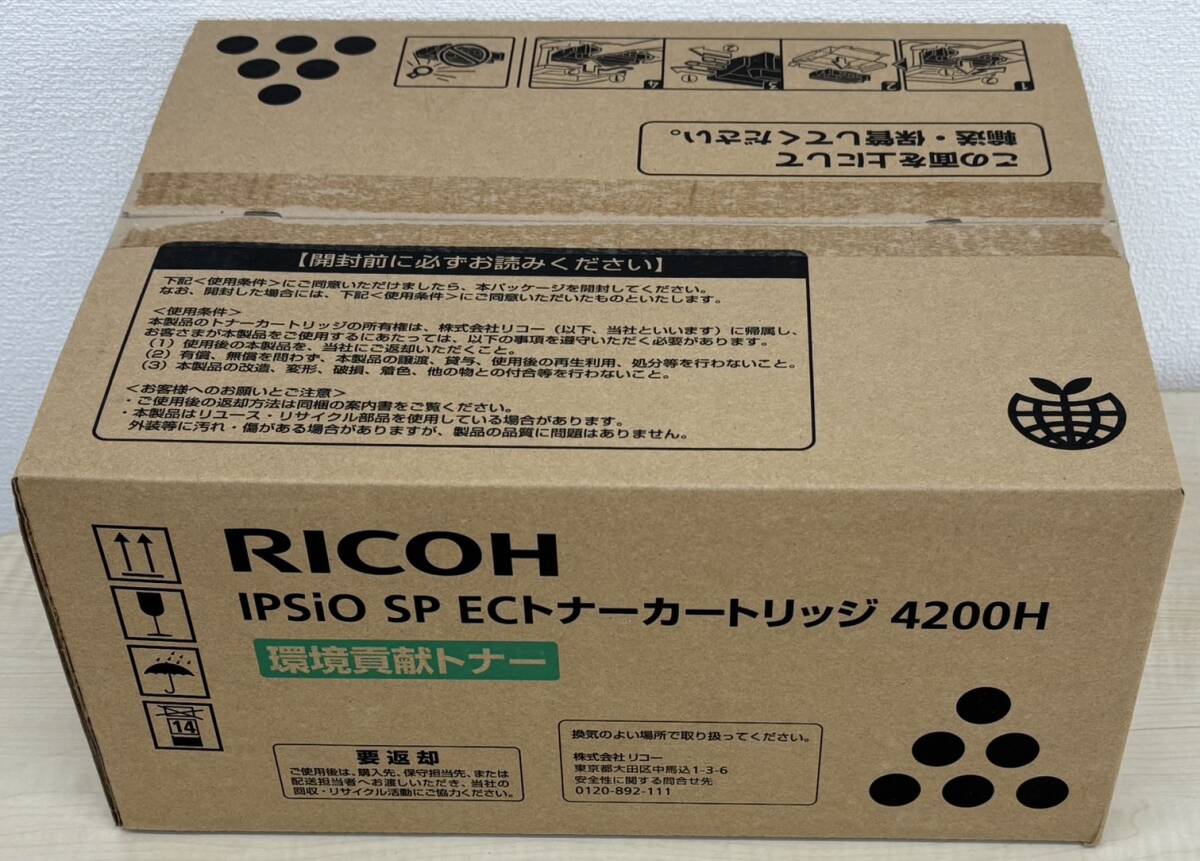 4
3
2
1
この面を上にして
輸送・保管してください。
【開封前に必ずお読みください】
下記<使用条件>にご同意いただけましたら、本パッケージを開封してください。
なお、開封した場合には、下記<使用条件>にご同意いただいたものといたします。
<使用条件>
本製品のトナーカートリッジの所有権は、株式会社リコー（以下、当社といいます）に帰属し、
お客さまが本製品をご使用するにあたっては、以下の事項を遵守いただく必要があります。
(1) 使用後の本製品を、当社にご返却いただくこと。
(2) 有償、無償を問わず、本製品の譲渡、貸与、使用後の再生利用、処分等を行わないこと。
(3) 本製品の改造、変形、破損、着色、他の物との付合等を行わないこと。
<お客様へのお願いとご注意>
・ご使用後の返却方法は同梱の案内書をご覧ください。
・本製品はリユース・リサイクル部品を使用している場合があります。
外装等に汚れ・傷がある場合がありますが、製品の品質に問題はありません。
RICOH
IPSiO SP ECトナーカートリッジ 4200H
環境貢献トナー
14
要返却
ご使用後は、購入先、保守担当先、または
配送担当者へお渡しいただき、当社の
回収・リサイクル活動にご協力ください。
換気のよい場所で取り扱ってください。
株式会社リコー
東京都大田区中馬込1-3-6
安全性に関する問合せ先
0120-892-111